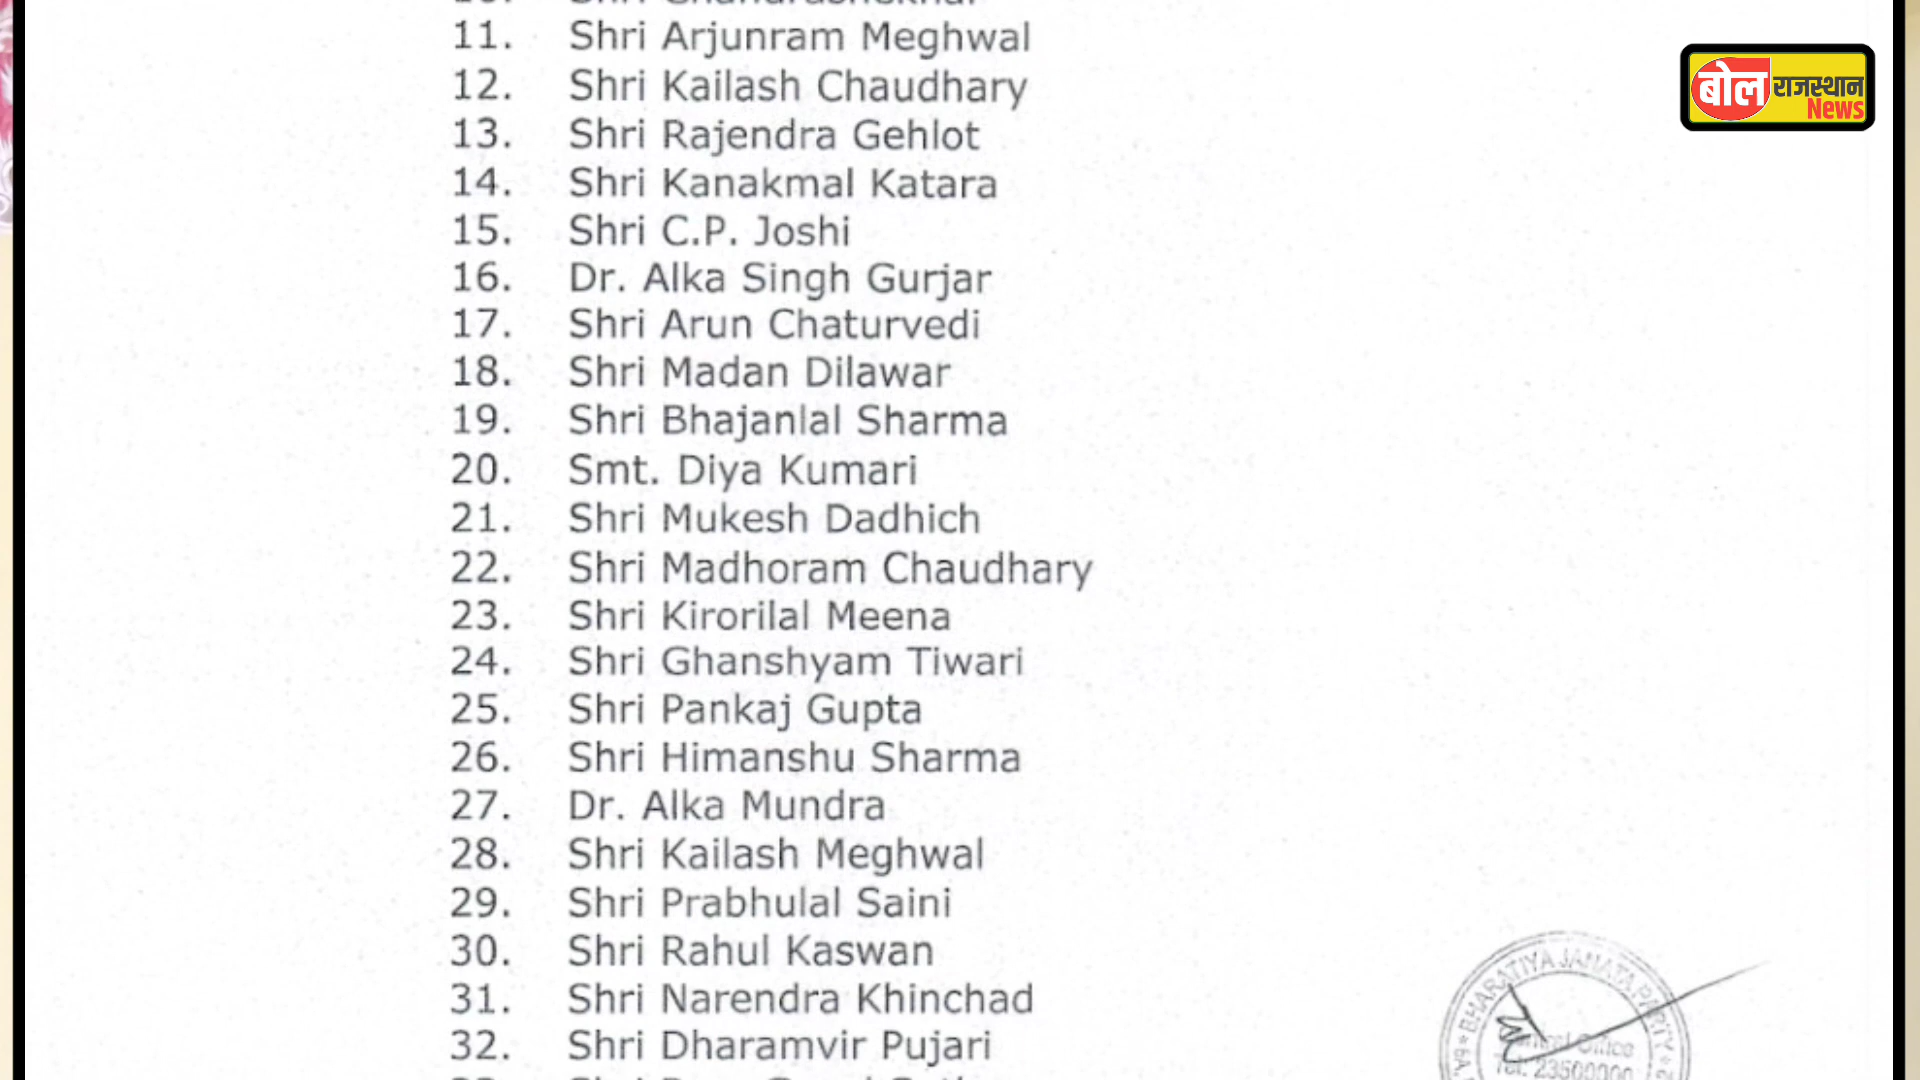 11. Shri Arjunram Meghwal
12. Shri Kailash Chaudhary
13. Shri Rajendra Gehlot
14. Shri Kanakmal Katara
15. Shri C.P. Joshi
16. Dr. Alka Singh Gurjar
17. Shri Arun Chaturvedi
18. Shri Madan Dilawar
19. Shri Bhajanlal Sharma
20. Smt. Diya Kumari
21. Shri Mukesh Dadhich
22. Shri Madhoram Chaudhary
23. Shri Kirorilal Meena
24. Shri Ghanshyam Tiwari
25. Shri Pankaj Gupta
26. Shri Himanshu Sharma
27. Dr. Alka Mundra
28. Shri Kailash Meghwal
29. Shri Prabhulal Saini
30. Shri Rahul Kaswan
31. Shri Narendra Khinchad
32. Shri Dharamvir Pujari
बोल राजस्थान
News
BHARATIYA JANATA PARTY
Office